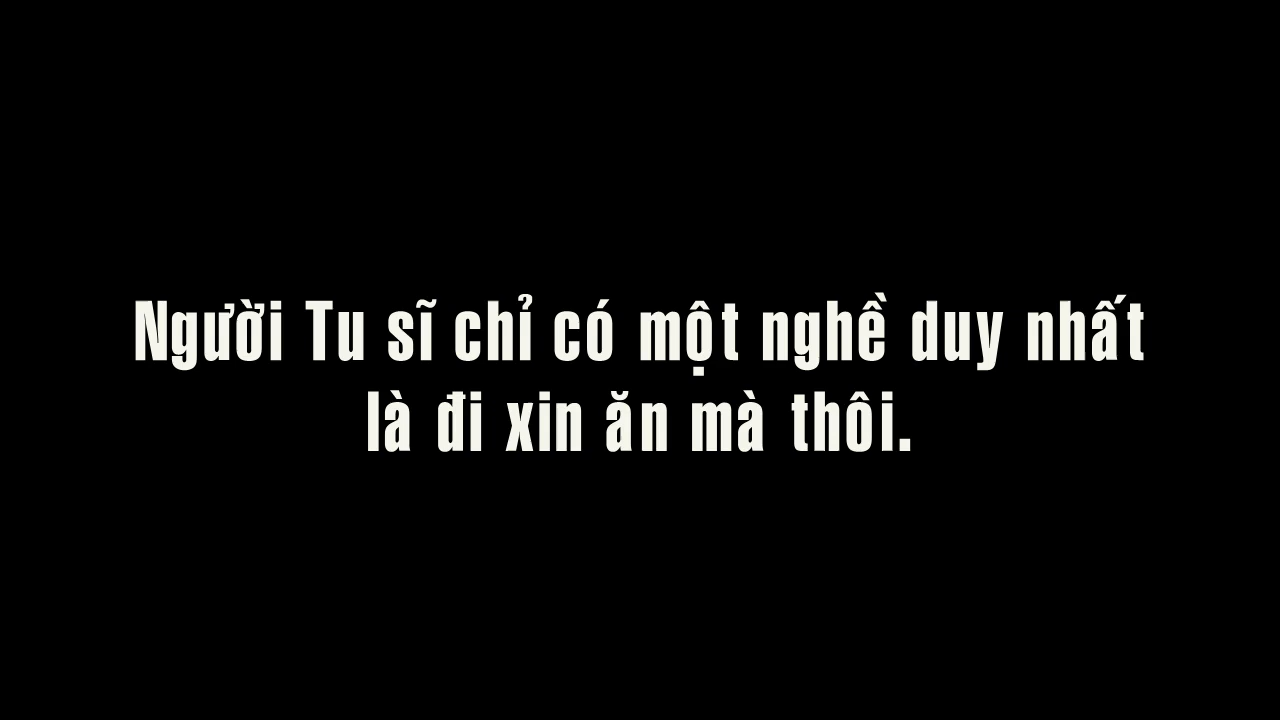 Người Tu sĩ chỉ có một nghề duy nhất
là đi xin ăn mà thôi.